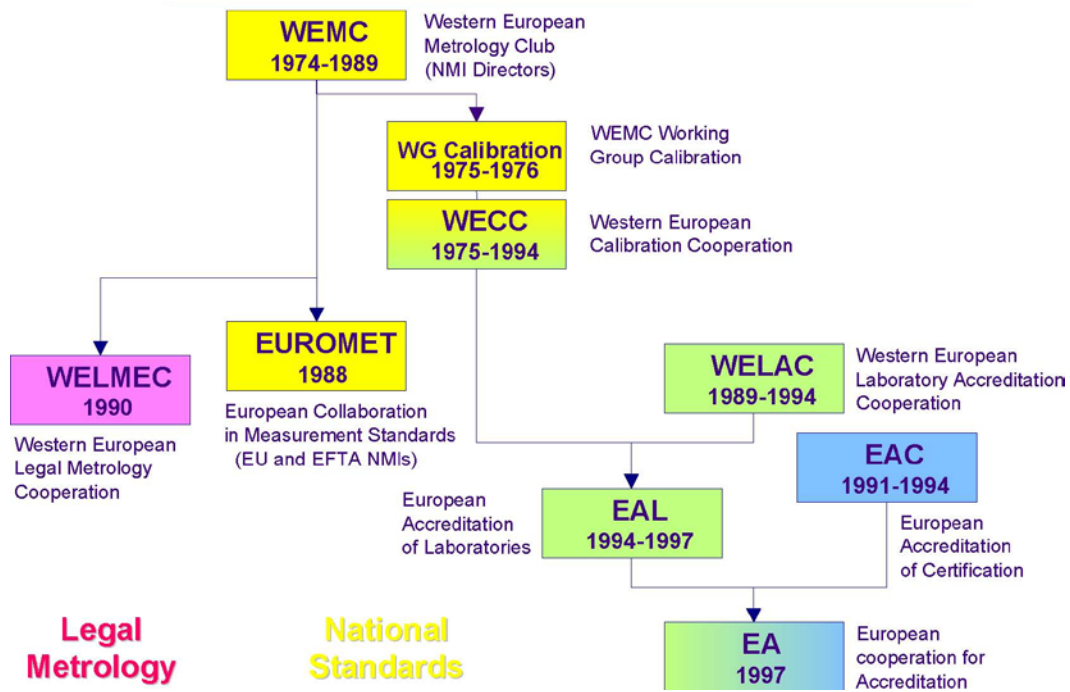 WEMC
1974-1989
Western European
Metrology Club
(NMI Directors)
WG Calibration
1975-1976
WEMC Working
Group Calibration
WECC
1975-1994
Western European
Calibration Cooperation
WELMEC
1990
Western European
Legal Metrology
Cooperation
EUROMET
1988
European Collaboration
in Measurement Standards
(EU and EFTA NMIs)
WELAC
1989-1994
Western European
Laboratory Accreditation
Cooperation
EAC
1991-1994
European
Accreditation
of Certification
European
Accreditation
of Laboratories
EAL
1994-1997
Legal
Metrology
National
Standards
EA
1997
European
cooperation for
Accreditation